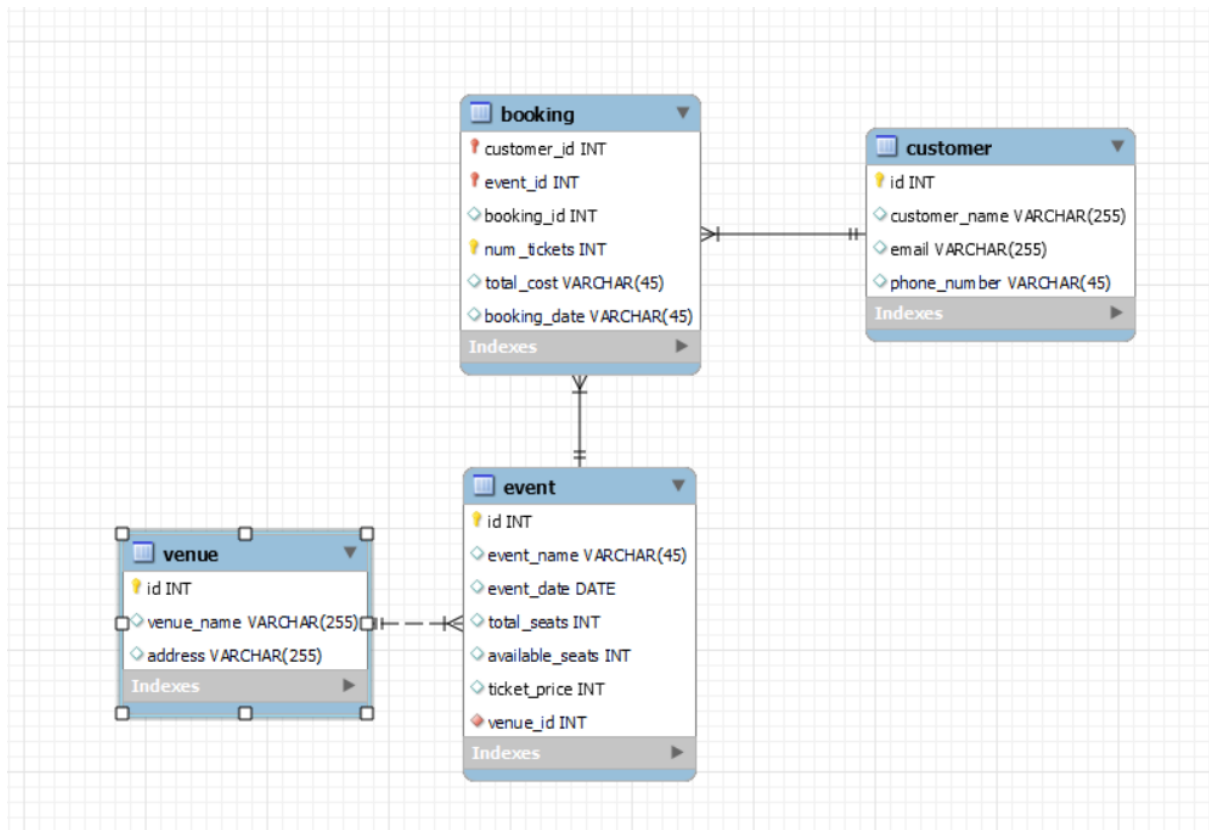 booking
customer_id INT
event_id INT
booking_id INT
num_tickets INT
total_cost VARCHAR(45)
booking_date VARCHAR(45)
Indexes
customer
id INT
customer_name VARCHAR(255)
email VARCHAR(255)
phone_number VARCHAR(45)
Indexes
event
id INT
event_name VARCHAR(45)
event_date DATE
total_seats INT
available_seats INT
ticket_price INT
venue_id INT
Indexes
venue
id INT
venue_name VARCHAR(255)
address VARCHAR(255)
Indexes